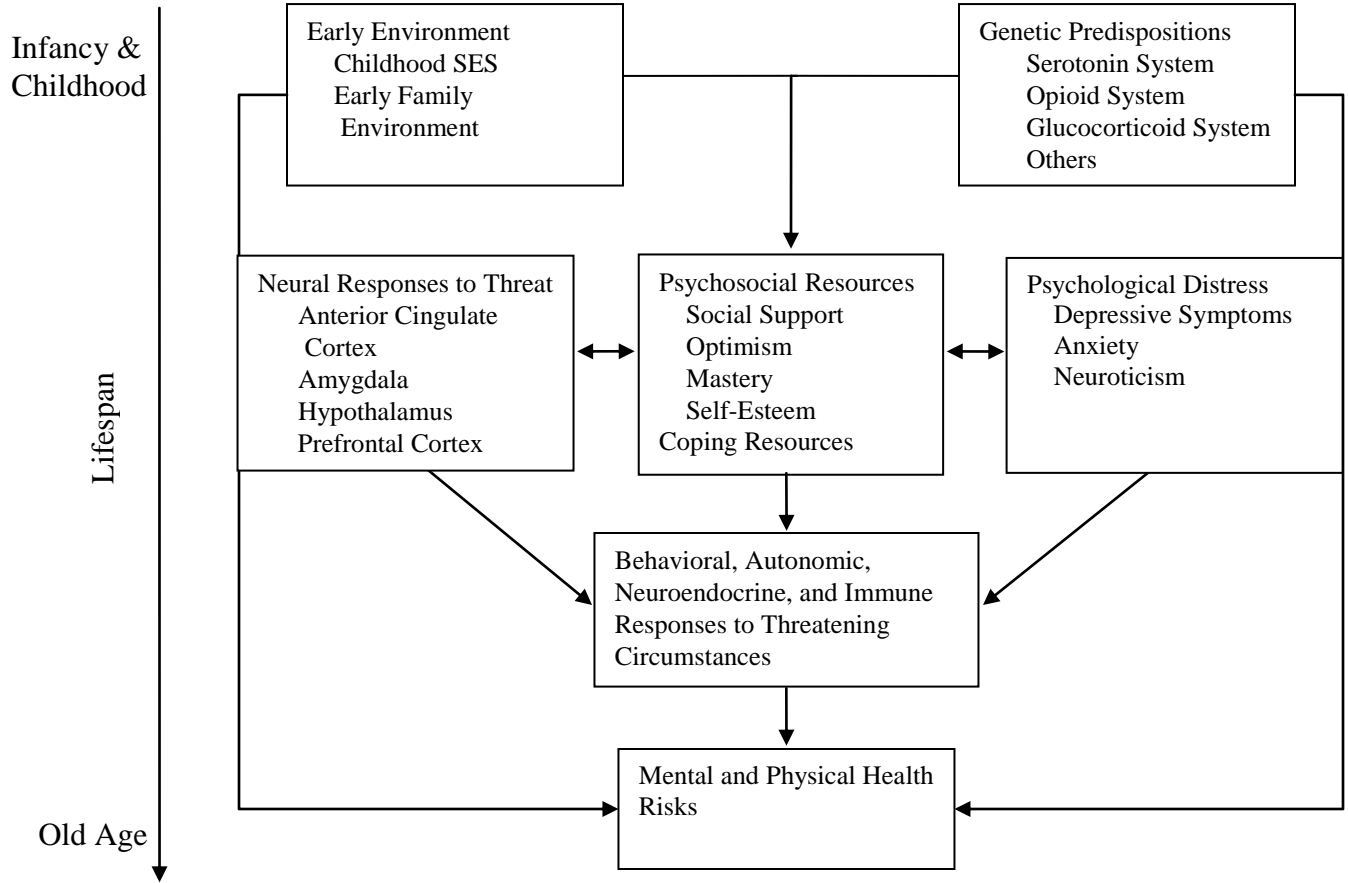 Infancy &
Childhood
Early Environment
Childhood SES
Early Family
Environment
Genetic Predispositions
Serotonin System
Opioid System
Glucocorticoid System
Others
Lifespan
Neural Responses to Threat
Anterior Cingulate
Cortex
Amygdala
Hypothalamus
Prefrontal Cortex
Psychosocial Resources
Social Support
Optimism
Mastery
Self-Esteem
Coping Resources
Psychological Distress
Depressive Symptoms
Anxiety
Neuroticism
Behavioral, Autonomic,
Neuroendocrine, and Immune
Responses to Threatening
Circumstances
Mental and Physical Health
Risks
Old Age